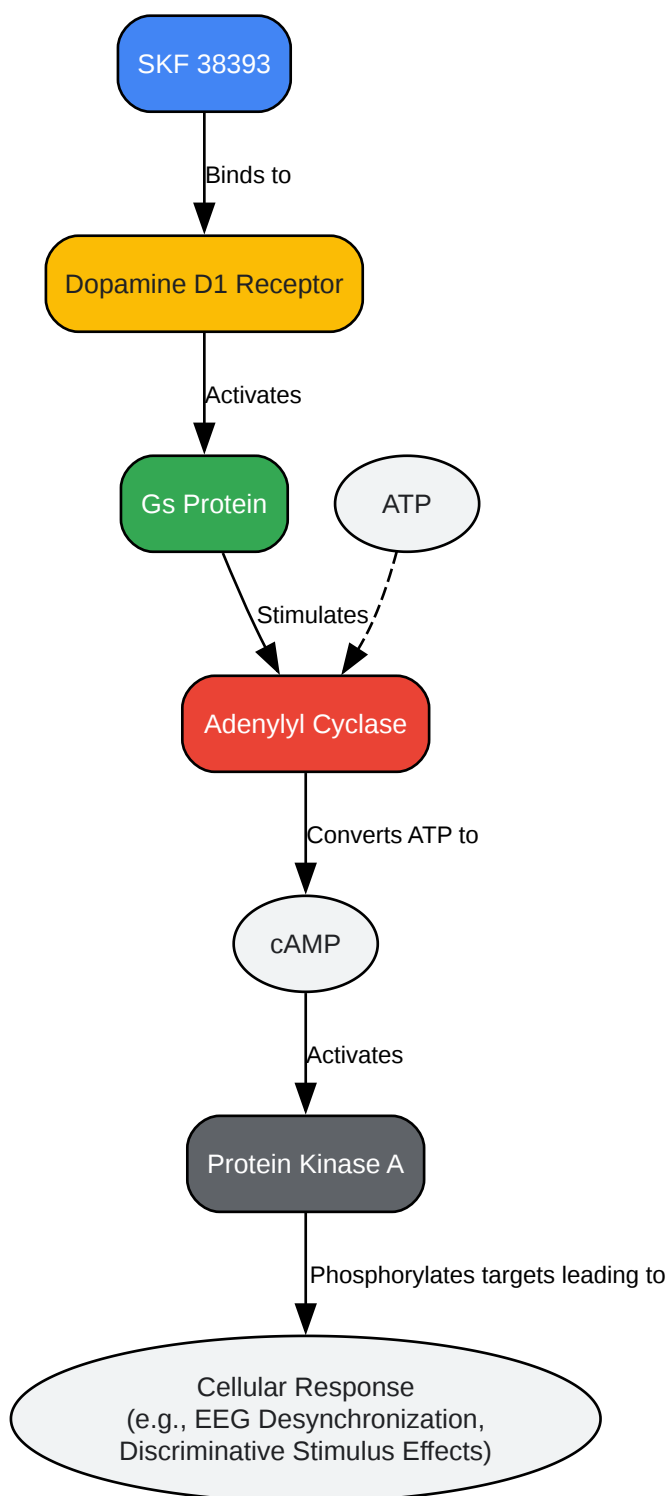 SKF 38393
Binds to
Dopamine D1 Receptor
Activates
Gs Protein
ATP
Stimulates
Adenylyl Cyclase
Converts ATP to
cAMP
Activates
Protein Kinase A
Phosphorylates targets leading to
Cellular Response
(e.g., EEG Desynchronization,
Discriminative Stimulus Effects)